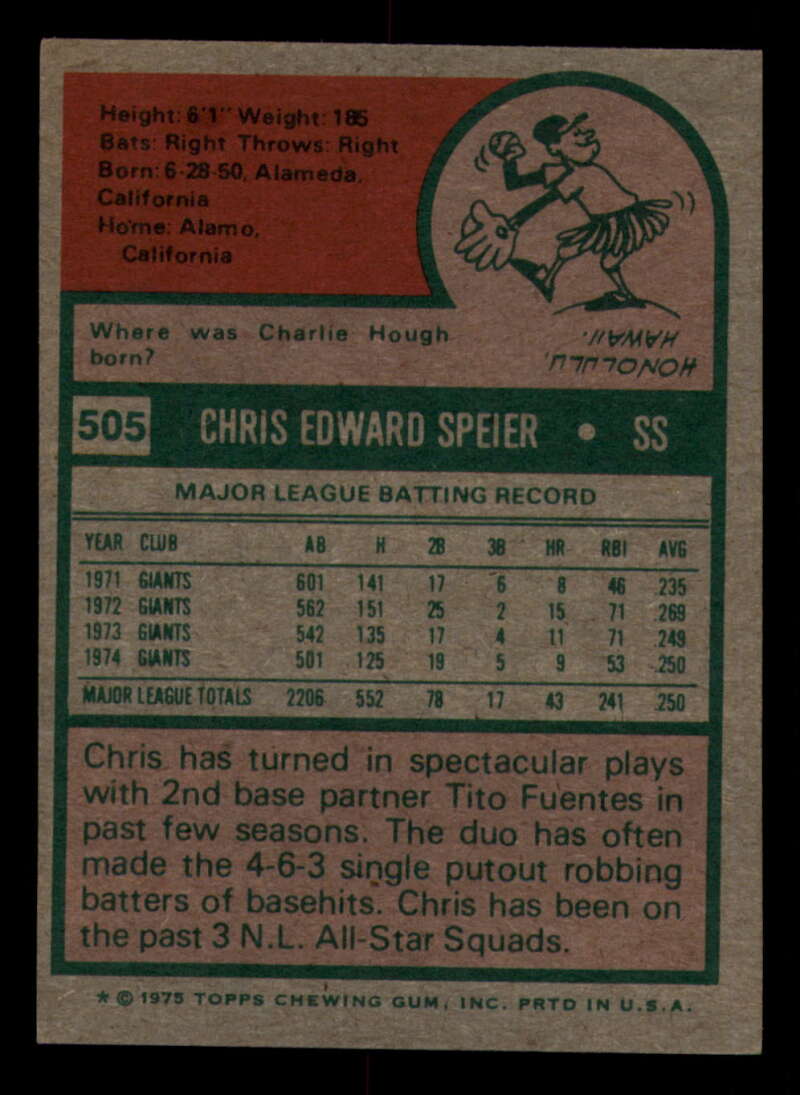 Height: 6'1" Weight: 185
Bats: Right Throws: Right
Born: 6-28-50, Alameda,
California
Home: Alamo,
California
Where was Charlie Hough
born?
HONOLULU,
HAWAII.
505 CHRIS EDWARD SPEIER • SS
MAJOR LEAGUE BATTING RECORD
YEAR CLUB AB H 2B 3B HR RBI AVG
1971 GIANTS 601 141 17 6 8 46 .235
1972 GIANTS 562 151 25 2 15 71 .269
1973 GIANTS 542 135 17 4 11 71 .249
1974 GIANTS 501 125 19 5 9 53 .250
MAJOR LEAGUE TOTALS 2206 552 78 17 43 241 .250
Chris has turned in spectacular plays
with 2nd base partner Tito Fuentes in
past few seasons. The duo has often
made the 4-6-3 single putout robbing
batters of basehits. Chris has been on
the past 3 N.L. All-Star Squads.
* © 1975 TOPPS CHEWING GUM, INC. PRTD IN U.S.A.